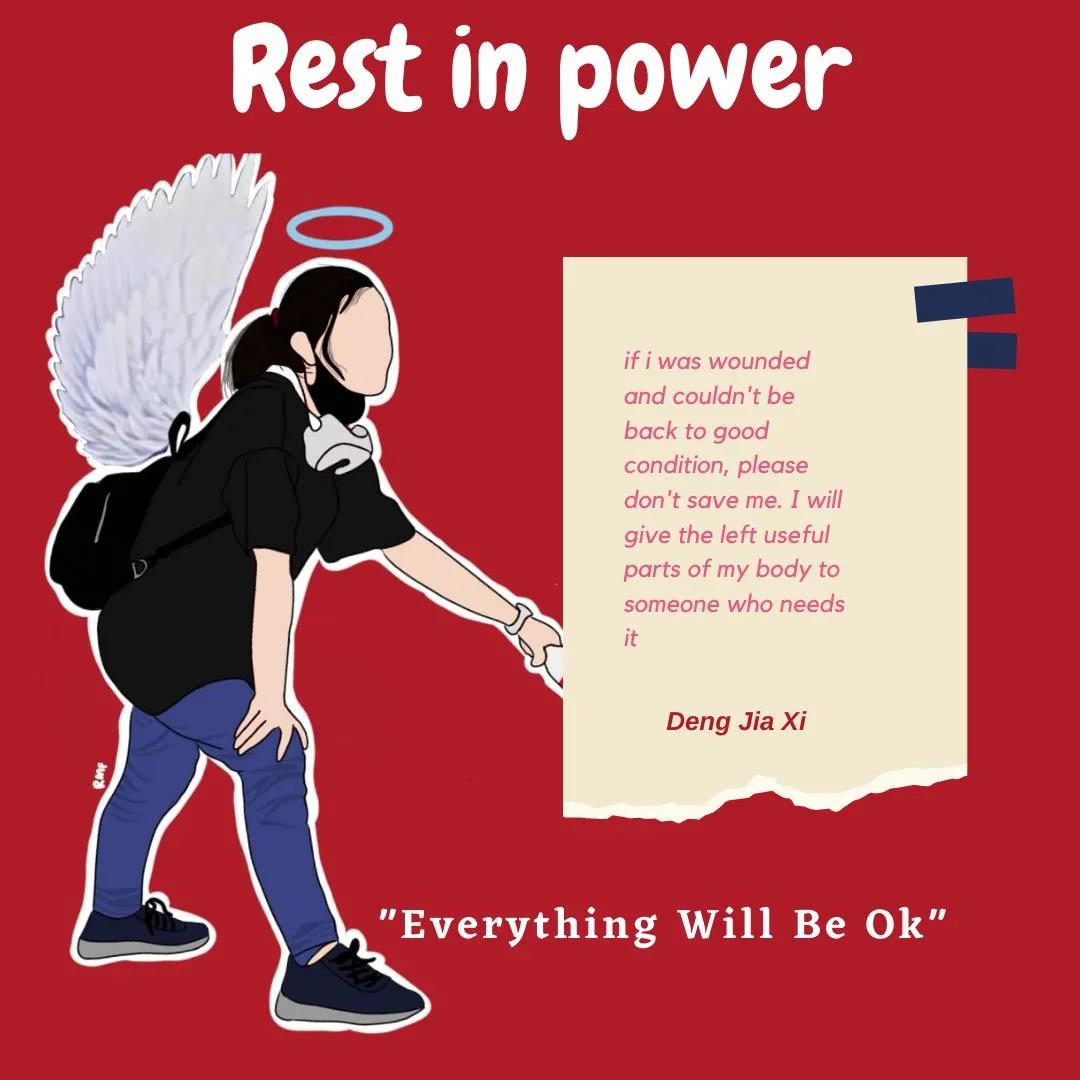 Rest in power
if i was wounded
and couldn't be
back to good
condition, please
don't save me. I will
give the left useful
parts of my body to
someone who needs
it
Deng Jia Xi
RMF
"Everything Will Be Ok"